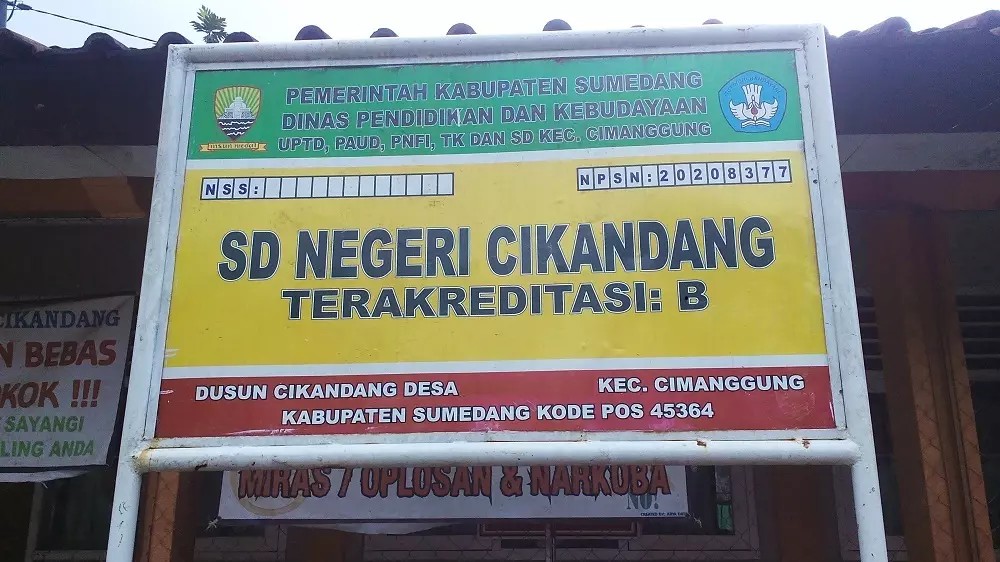 PEMERINTAH KABUPATEN SUMEDANG
DINAS PENDIDIKAN DAN KEBUDAYAAN
UPTD, PAUD, PNFI, TK DAN SD KEC. CIMANGGUNG
NSS:
NPSN:20208377
SD NEGERI CIKANDANG
TERAKREDITASI: B
DUSUN CIKANDANG DESA
KEC. CIMANGGUNG
KABUPATEN SUMEDANG KODE POS 45364
CIKANDANG
N BEBAS
KOK !!!
SAYANGI
LING ANDA
MIRAS / OPLOSAN & NARKOBA
NO!